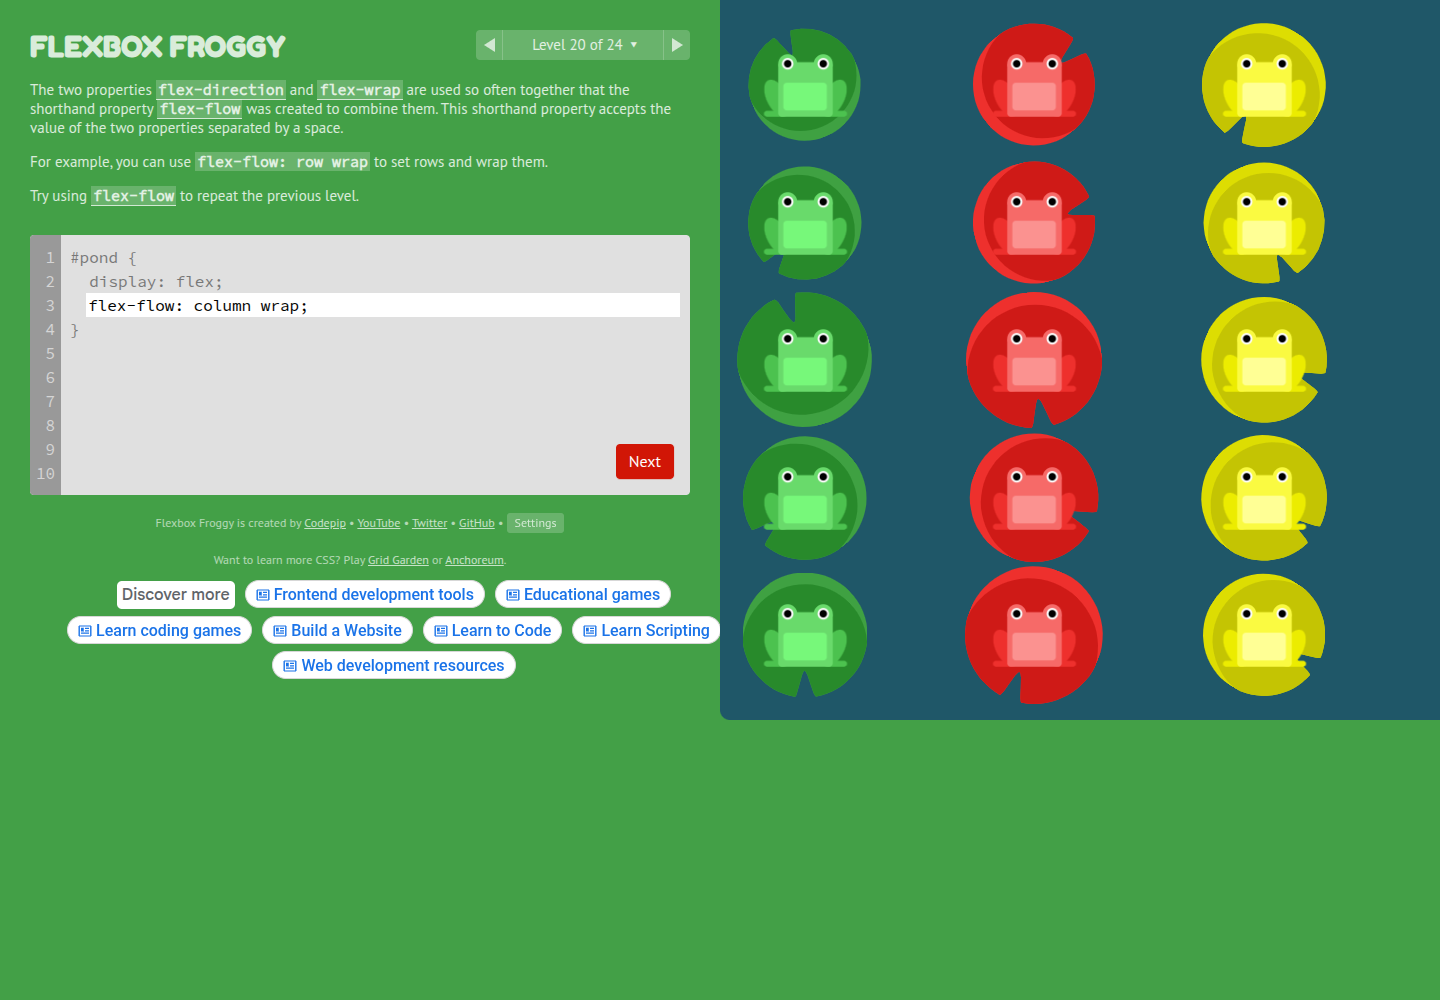 FLEXBOX FROGGY
Level 20 of 24
The two properties flex-direction and flex-wrap are used so often together that the
shorthand property flex-flow was created to combine them. This shorthand property accepts the
value of the two properties separated by a space.
For example, you can use flex-flow: row wrap to set rows and wrap them.
Try using flex-flow to repeat the previous level.
1 #pond {
2 display: flex;
3 flex-flow: column wrap;
4 }
5
6
7
8
9
10
Next
Flexbox Froggy is created by Codepip • YouTube • Twitter • GitHub • Settings
Want to learn more CSS? Play Grid Garden or Anchoreum.
Discover more Frontend development tools Educational games
Learn coding games Build a Website Learn to Code Learn Scripting
Web development resources